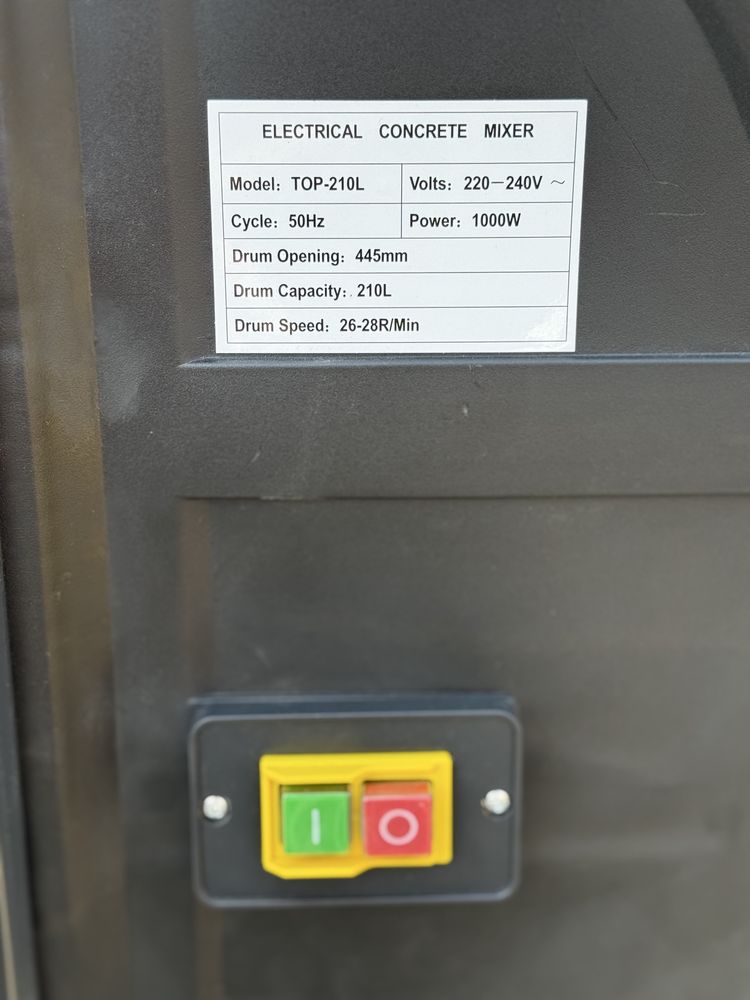 ELECTRICAL CONCRETE MIXER
Model: TOP-210L Volts: 220-240V ~
Cycle: 50Hz Power: 1000W
Drum Opening: 445mm
Drum Capacity: 210L
Drum Speed: 26-28R/Min
I O